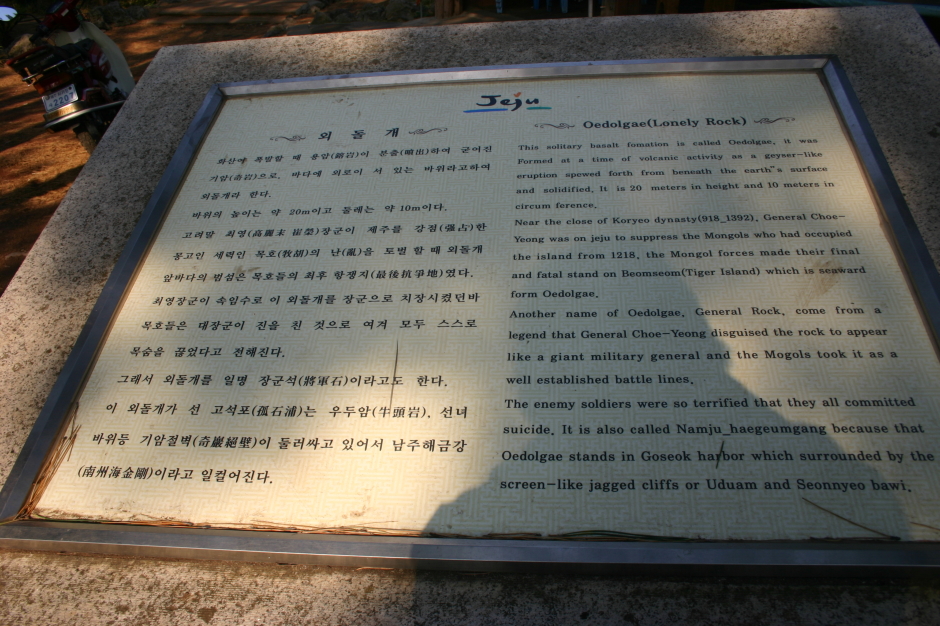 Jeju
외돌개
화산이 폭발할 때 용암(鎔岩)이 분출(噴出)하여 굳어진
기암(奇岩)으로, 바다에 외로이 서 있는 바위라고하여
외돌개라 한다.
바위의 높이는 약 20m이고 둘레는 약 10m이다.
고려말 최영(高麗末 崔瑩)장군이 제주를 강점(强占)한
몽고인 세력인 목호(牧胡)의 난(亂)을 토벌 할 때 외돌개
앞바다의 범섬은 목호들의 최후 항쟁지(最後抗爭地)였다.
최영장군이 속임수로 이 외돌개를 장군으로 치장시켰던바
목호들은 대장군이 진을 친 것으로 여겨 모두 스스로
목숨을 끊었다고 전해진다.
그래서 외돌개를 일명 장군석(將軍石)이라고도 한다.
이 외돌개가 선 고석포(孤石浦)는 우두암(牛頭岩), 선녀
바위등 기암절벽(奇巖絕壁)이 둘러싸고 있어서 남주해금강
(南州海金剛)이라고 일컬어진다.
Oedolgae(Lonely Rock)
This solitary basalt fomation is called Oedolgae, it was
Formed at a time of volcanic activity as a geyser-like
eruption spewed forth from beneath the earth"s surface
and solidified. It is 20 meters in height and 10 meters in
circum ference.
Near the close of Koryeo dynasty(918_1392), General Choe-
Yeong was on jeju to suppress the Mongols who had occupied
the island from 1218, the Mongol forces made their final
and fatal stand on Beomseom(Tiger Island) which is seaward
form Oedolgae.
Another name of Oedolgae, General Rock, come from a
legend that General Choe-Yeong disguised the rock to appear
like a giant military general and the Mogols took it as a
well established battle lines.
The enemy soldiers were so terrified that they all committed
suicide. It is also called Namju_haegeumgang because that
Oedolgae stands in Goseok harbor which surrounded by the
screen-like jagged cliffs or Uduam and Seonnyeo bawi.